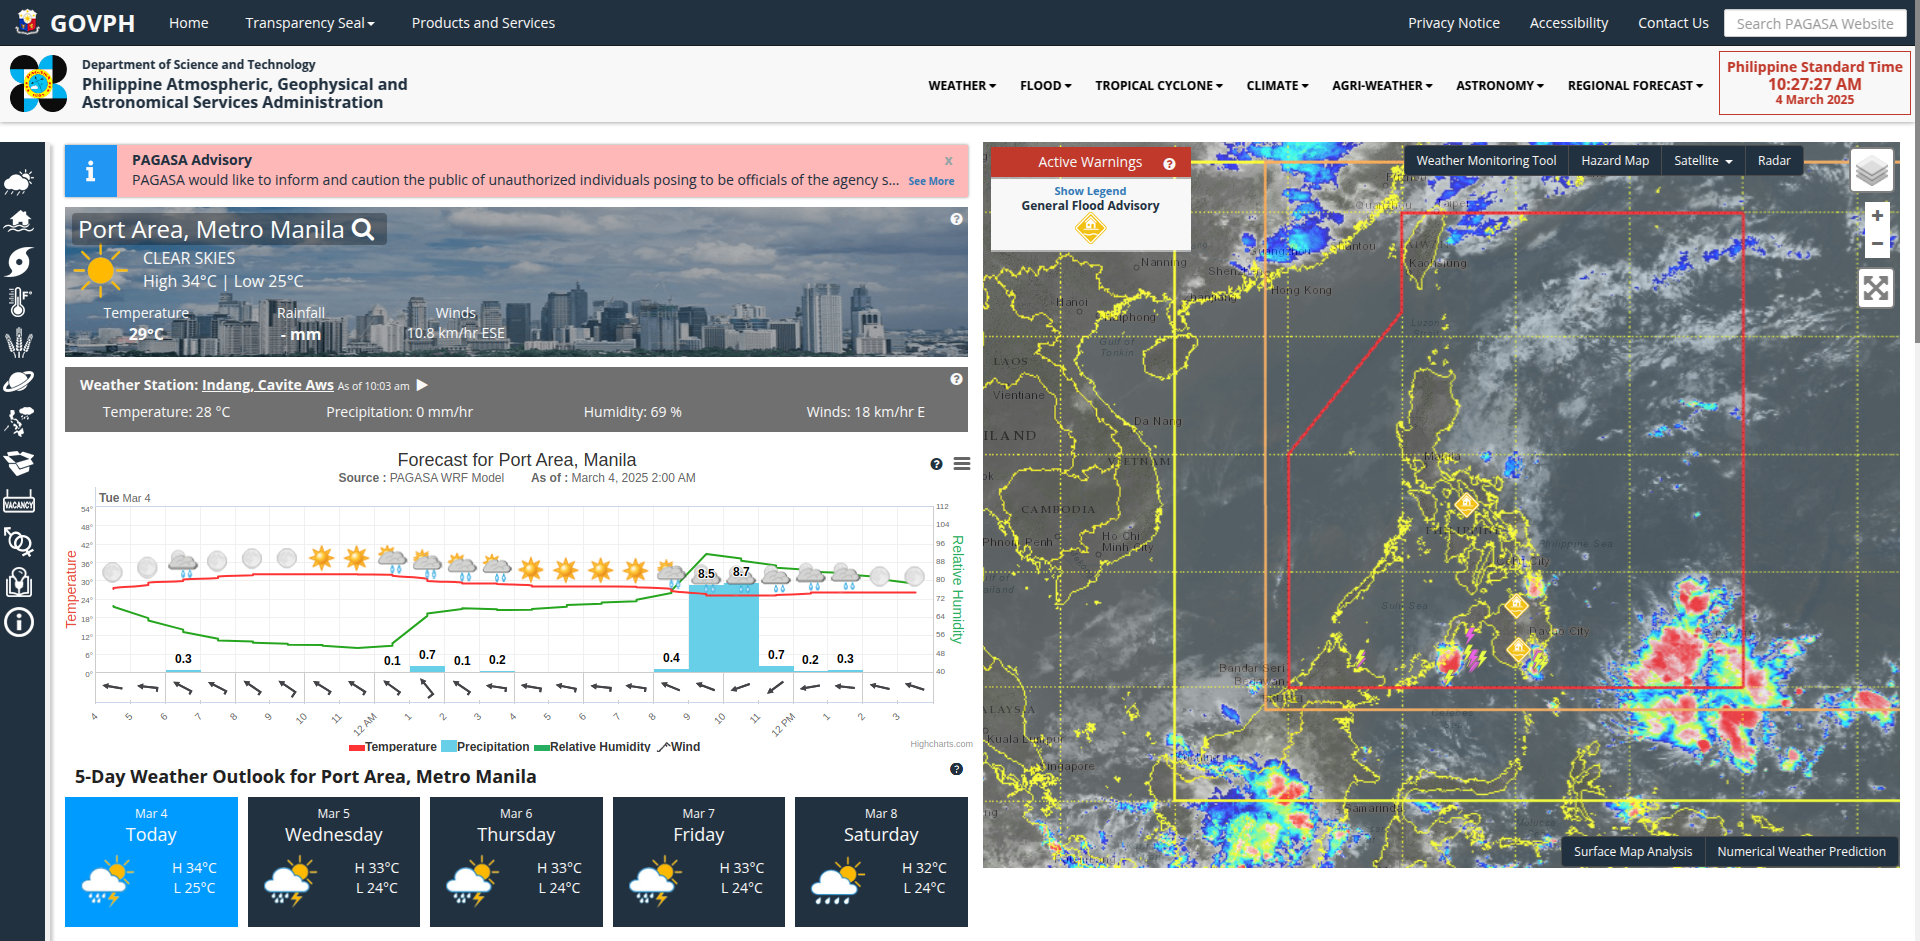 GOVPH
Home
Transparency Seal
Products and Services
Privacy Notice
Accessibility
Contact Us
Search PAGASA Website
Department of Science and Technology
Philippine Atmospheric, Geophysical and
Astronomical Services Administration
WEATHER
FLOOD
TROPICAL CYCLONE
CLIMATE
AGRI-WEATHER
ASTRONOMY
REGIONAL FORECAST
Philippine Standard Time
10:27:27 AM
4 March 2025
PAGASA Advisory
x
PAGASA would like to inform and caution the public of unauthorized individuals posing to be officials of the agency s...
See More
Port Area, Metro Manila
CLEAR SKIES
High 34°C | Low 25°C
Temperature
Rainfall
Winds
29°C
- mm
10.8 km/hr ESE
Weather Station: Indang, Cavite Aws As of 10:03 am
Temperature: 28 °C
Precipitation: 0 mm/hr
Humidity: 69 %
Winds: 18 km/hr E
Forecast for Port Area, Manila
Source : PAGASA WRF Model As of : March 4, 2025 2:00 AM
Tue Mar 4
54°
48°
42°
36°
30°
24°
18°
12°
6°
0°
Temperature
112
104
96
88
80
72
64
56
48
40
Relative Humidity
0.3
0.1
0.7
0.1
0.2
0.4
8.5
8.7
0.7
0.2
0.3
4
5
6
7
8
9
10
11
12 AM
1
2
3
4
5
6
7
8
9
10
11
12 PM
1
2
3
Temperature
Precipitation
Relative Humidity
Wind
Highcharts.com
5-Day Weather Outlook for Port Area, Metro Manila
Mar 4
Today
H 34°C
L 25°C
Mar 5
Wednesday
H 33°C
L 24°C
Mar 6
Thursday
H 33°C
L 24°C
Mar 7
Friday
H 33°C
L 24°C
Mar 8
Saturday
H 32°C
L 24°C
VACANCY
Active Warnings
Show Legend
General Flood Advisory
Weather Monitoring Tool
Hazard Map
Satellite
Radar
+
−
Nanning
Hong Kong
Kaohsiung
Hanoi
Gulf of
Tonkin
LAOS
Vientiane
Da Nang
VIETNAM
CAMBODIA
Phnom Penh
Ho Chi
Minh City
Manila
Philippine Sea
Sulu Sea
Davao City
Bandar Seri
Begawan
Kuala Lumpur
Singapore
Samarinda
Surface Map Analysis
Numerical Weather Prediction